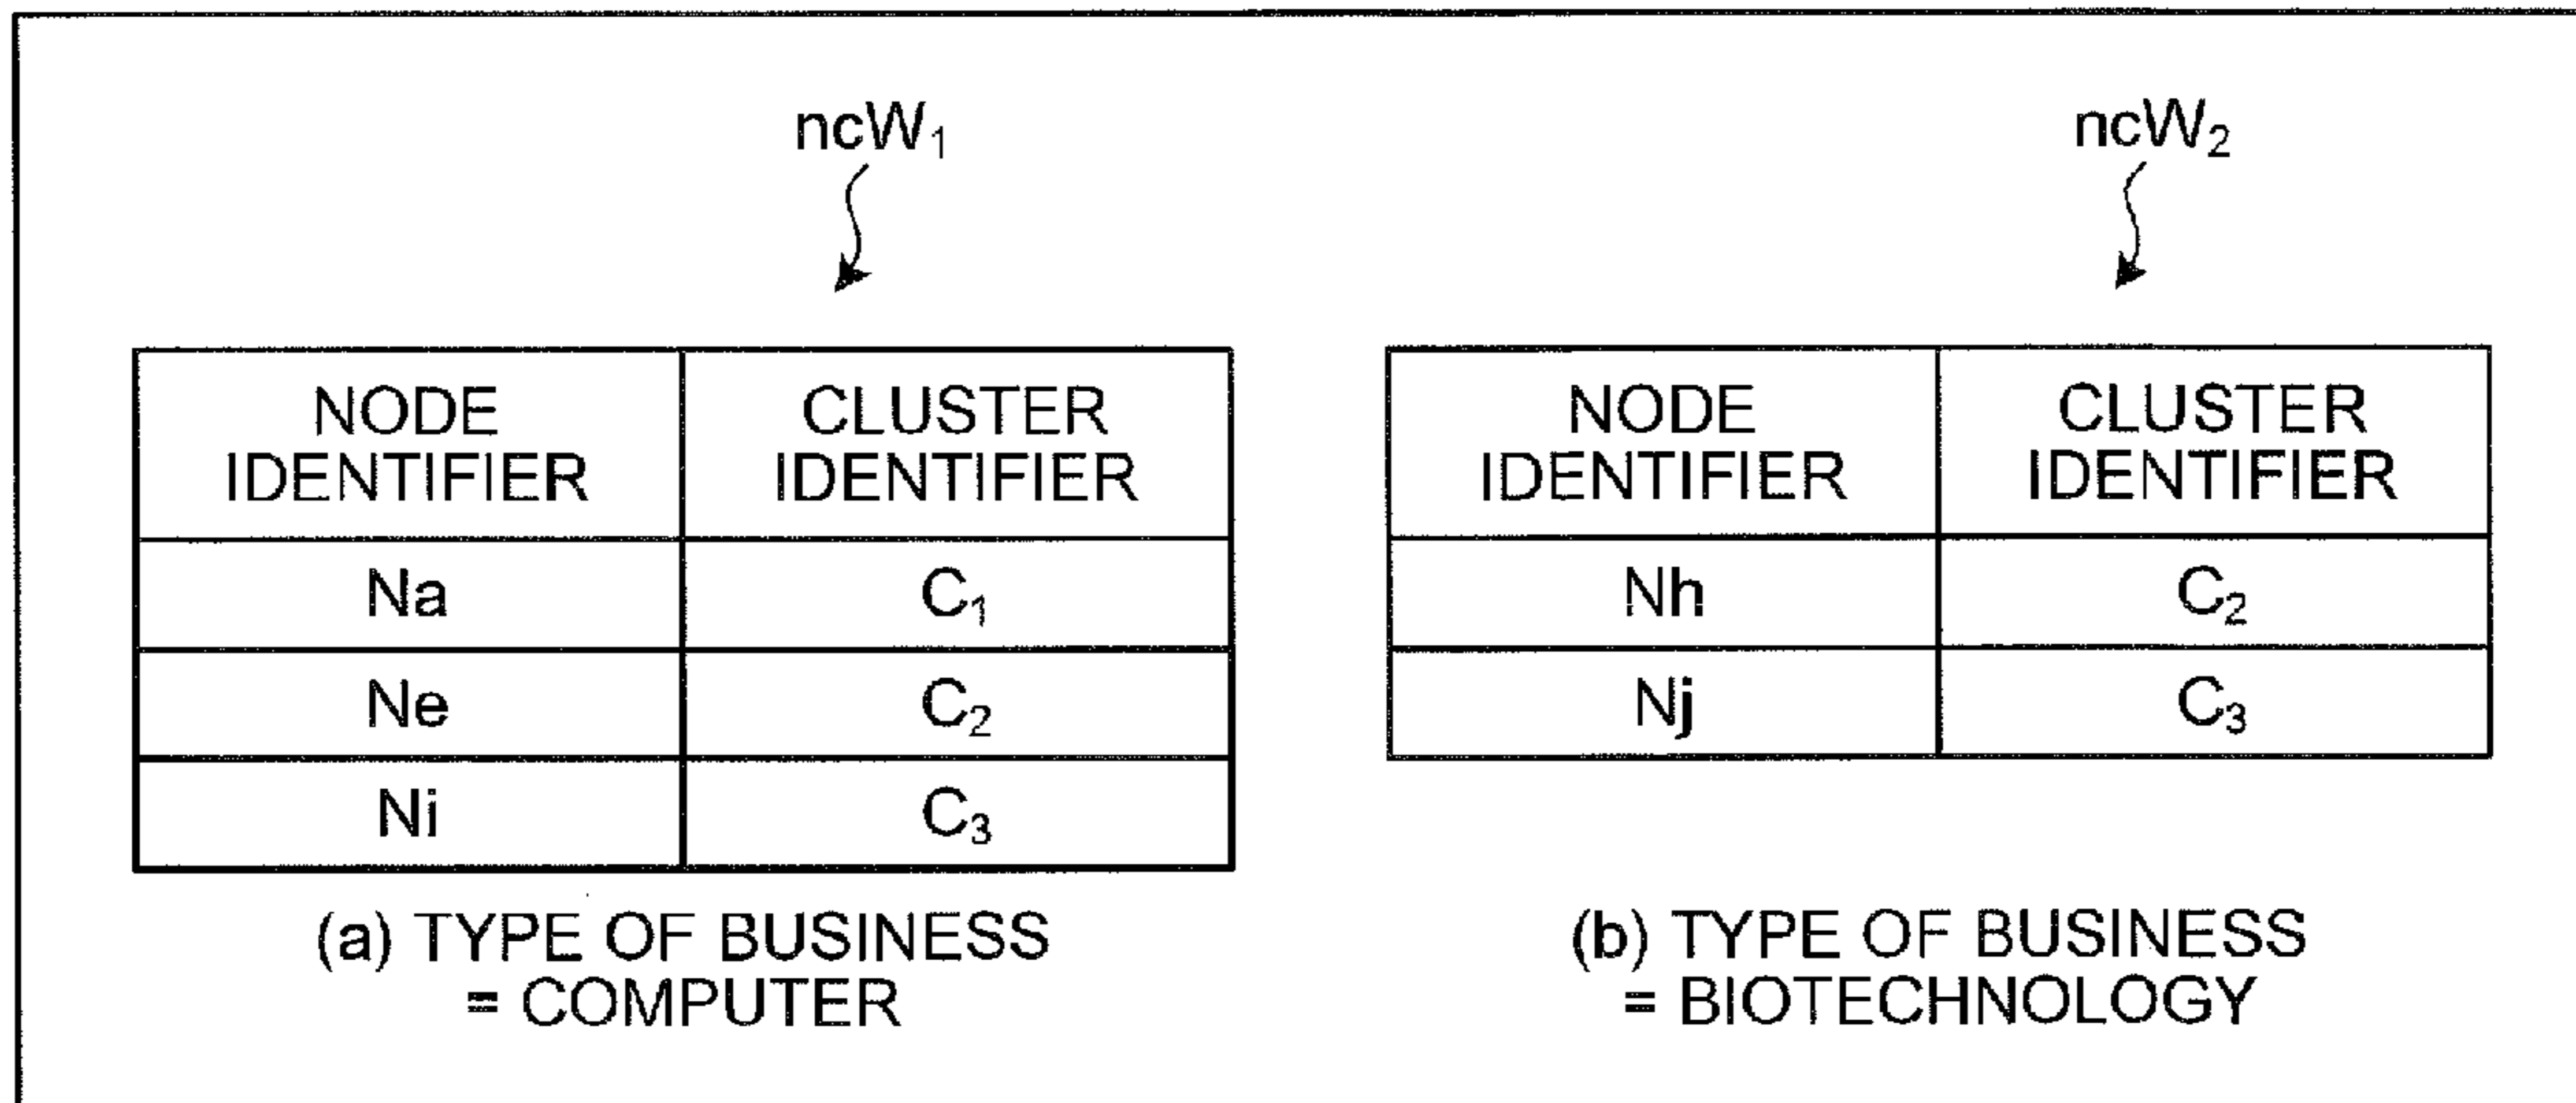 ncW₁
NODE
IDENTIFIER
CLUSTER
IDENTIFIER
Na
C₁
Ne
C₂
Ni
C₃
(a) TYPE OF BUSINESS
= COMPUTER
ncW₂
NODE
IDENTIFIER
CLUSTER
IDENTIFIER
Nh
C₂
Nj
C₃
(b) TYPE OF BUSINESS
= BIOTECHNOLOGY